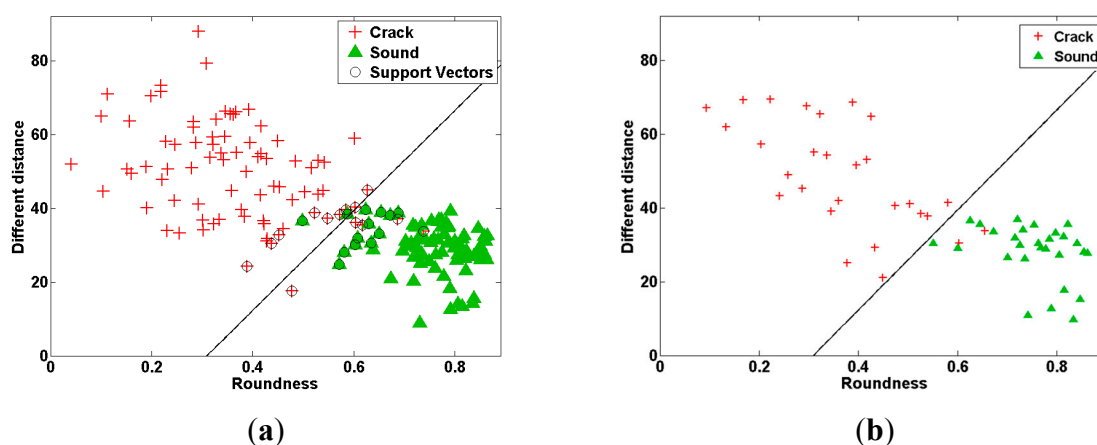 Crack
Sound
Support Vectors
80
60
40
20
0
Different distance
0 0.2 0.4 0.6 0.8
Roundness
(a)
Crack
Sound
80
60
40
20
0
Different distance
0 0.2 0.4 0.6 0.8
Roundness
(b)